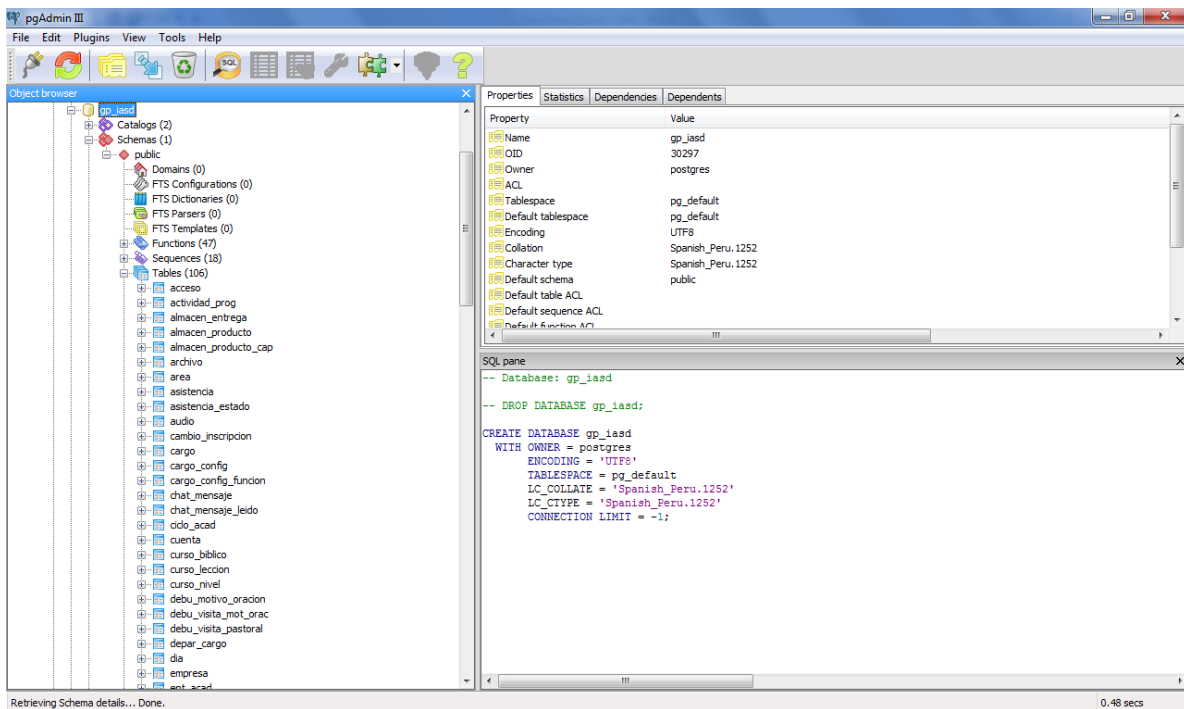 pgAdmin III
File Edit Plugins View Tools Help
SQL
Object browser
gp_iasd
Catalogs (2)
Schemas (1)
public
Domains (0)
FTS Configurations (0)
FTS Dictionaries (0)
FTS Parsers (0)
FTS Templates (0)
Functions (47)
Sequences (18)
Tables (106)
acceso
actividad_prog
almacen_entrega
almacen_producto
almacen_producto_cap
archivo
area
asistencia
asistencia_estado
audio
cambio_inscripcion
cargo
cargo_config
cargo_config_funcion
chat_mensaje
chat_mensaje_leido
ciclo_acad
cuenta
curso_biblico
curso_leccion
curso_nivel
debu_motivo_oracion
debu_visita_mot_orac
debu_visita_pastoral
depar_cargo
dia
empresa
ent_acad
Properties Statistics Dependencies Dependents
Property Value
Name gp_iasd
OID 30297
Owner postgres
ACL
Tablespace pg_default
Default tablespace pg_default
Encoding UTF8
Collation Spanish_Peru.1252
Character type Spanish_Peru.1252
Default schema public
Default table ACL
Default sequence ACL
Default function ACL
SQL pane
-- Database: gp_iasd
-- DROP DATABASE gp_iasd;
CREATE DATABASE gp_iasd
WITH OWNER = postgres
ENCODING = 'UTF8'
TABLESPACE = pg_default
LC_COLLATE = 'Spanish_Peru.1252'
LC_CTYPE = 'Spanish_Peru.1252'
CONNECTION LIMIT = -1;
Retrieving Schema details... Done. 0.48 secs